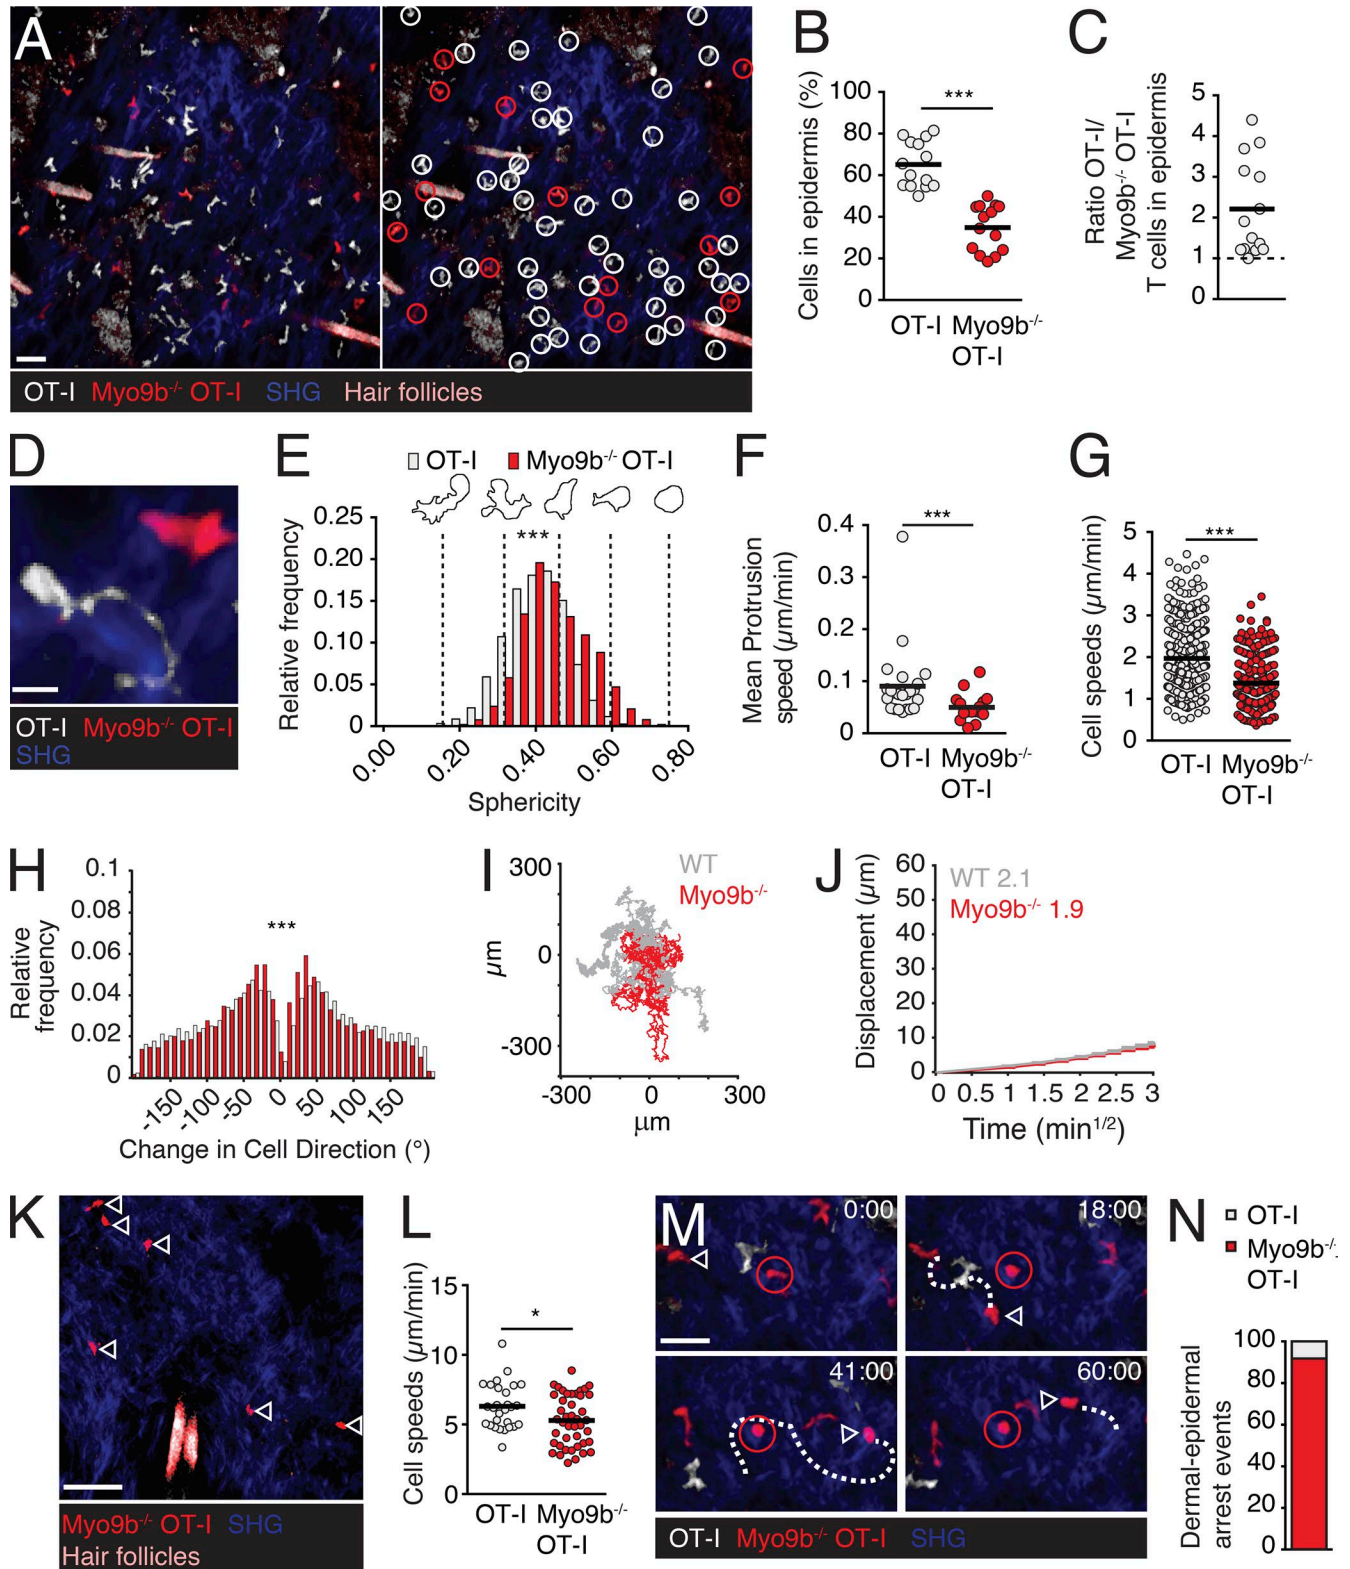 A
OT-I Myo9b-/- OT-I SHG Hair follicles
B
Cells in epidermis (%)
100
80
60
40
20
0
***
OT-I Myo9b-/-
OT-I
C
Ratio OT-I/
Myo9b-/- OT-I
T cells in epidermis
5
4
3
2
1
0
D
OT-I Myo9b-/- OT-I
SHG
E
OT-I Myo9b-/- OT-I
Relative frequency
0.25
0.20
0.15
0.10
0.05
0
***
0.00 0.20 0.40 0.60 0.80
Sphericity
F
Mean Protrusion
speed (µm/min)
0.4
0.3
0.2
0.1
0
***
OT-I Myo9b-/-
OT-I
G
Cell speeds (µm/min)
5
4
3
2
1
0
***
OT-I Myo9b-/-
OT-I
H
Relative
frequency
0.1
0.08
0.06
0.04
0.02
0
***
-150 -100 -50 0 50 100 150
Change in Cell Direction (°)
I
µm
300
0
-300
WT
Myo9b-/-
-300 0 300
µm
J
Displacement (µm)
60
50
40
30
20
10
0
WT 2.1
Myo9b-/- 1.9
0 0.5 1 1.5 2 2.5 3
Time (min1/2)
K
Myo9b-/- OT-I SHG
Hair follicles
L
Cell speeds (µm/min)
15
10
5
0
*
OT-I Myo9b-/-
OT-I
M
0:00
18:00
41:00
60:00
OT-I Myo9b-/- OT-I SHG
N
OT-I
Myo9b-/-
OT-I
Dermal-epidermal
arrest events
100
80
60
40
20
0